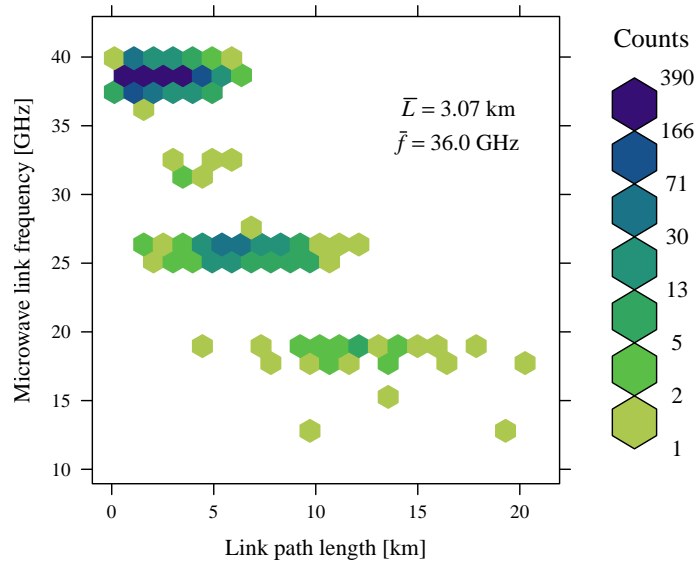 Microwave link frequency [GHz]
40
35
30
25
20
15
10
0 5 10 15 20
Link path length [km]
L̄ = 3.07 km
f̄ = 36.0 GHz
Counts
390
166
71
30
13
5
2
1